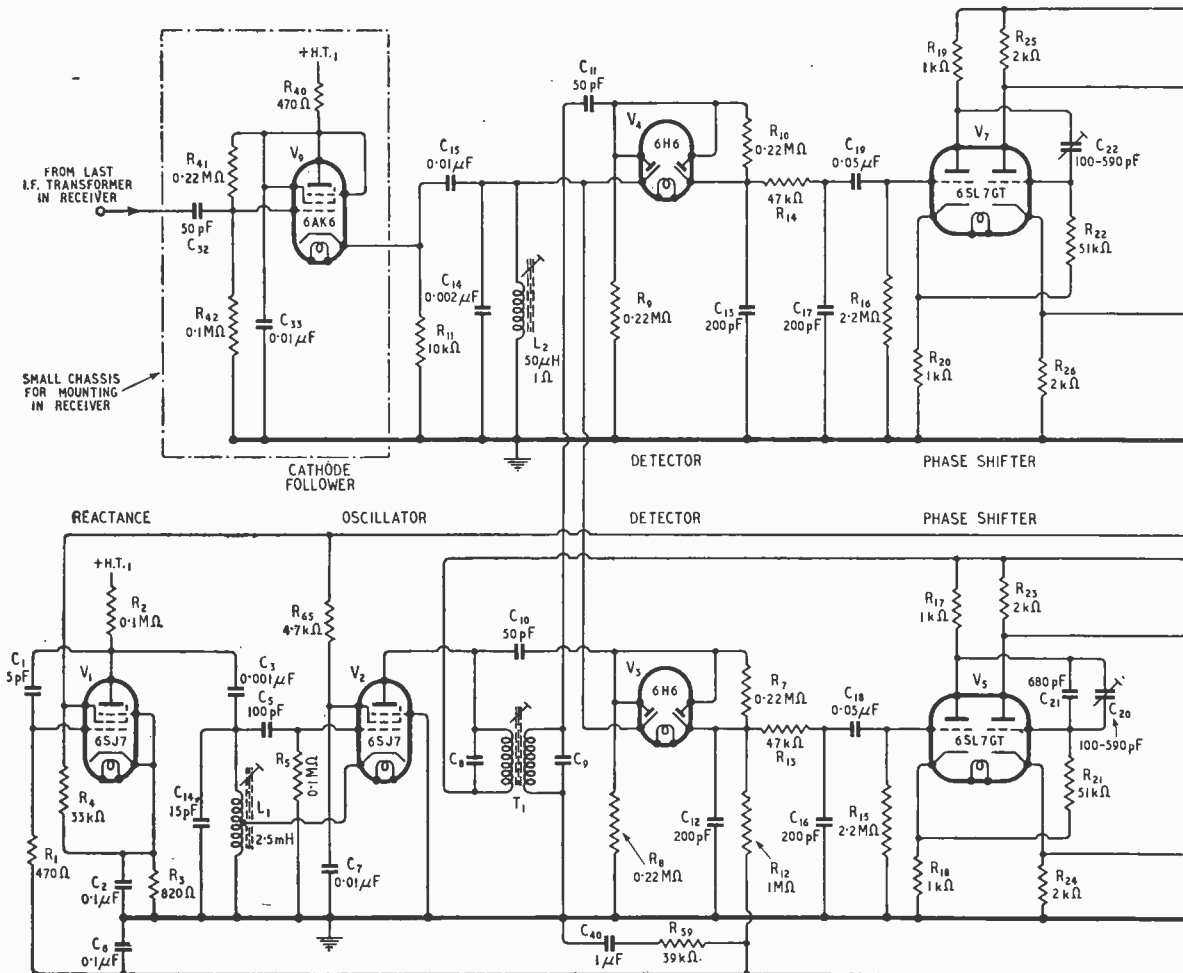 +H.T.1
R40
470Ω
R41
0·22MΩ
V9
FROM LAST
I.F. TRANSFORMER
IN RECEIVER
50 pF
C32
6AK6
R42
0·1MΩ
C33
0·01μF
SMALL CHASSIS
FOR MOUNTING
IN RECEIVER
CATHODE
FOLLOWER
C15
0·01μF
C14
0·002μF
R11
10kΩ
L2
50μH
1Ω
C11
50 pF
V4
6H6
R10
0·22MΩ
R9
0·22MΩ
C13
200pF
47kΩ
R14
C19
0·05μF
C17
200pF
R16
2·2MΩ
DETECTOR
R19
1kΩ
R25
2kΩ
V7
C22
100-590pF
6SL7GT
R22
51kΩ
R20
1kΩ
R26
2kΩ
PHASE SHIFTER
REACTANCE
OSCILLATOR
DETECTOR
PHASE SHIFTER
+H.T.1
R2
0·1MΩ
C1
5pF
V1
6SJ7
R4
33kΩ
R1
470Ω
C2
0·1μF
R3
820Ω
C6
0·1μF
C3
0·001μF
C5
100pF
C14
15pF
L1
2·5mH
R5
0·1MΩ
R65
4·7kΩ
V2
6SJ7
C7
0·01μF
C10
50pF
C8
T1
C9
V3
6H6
R7
0·22MΩ
R8
0·22MΩ
C12
200pF
R12
1MΩ
47kΩ
R13
C18
0·05μF
C16
200pF
R15
2·2MΩ
C40
1μF
R59
39kΩ
R17
1kΩ
R23
2kΩ
V5
680pF
C21
C20
100-590pF
6SL7GT
R21
51kΩ
R18
1kΩ
R24
2kΩ